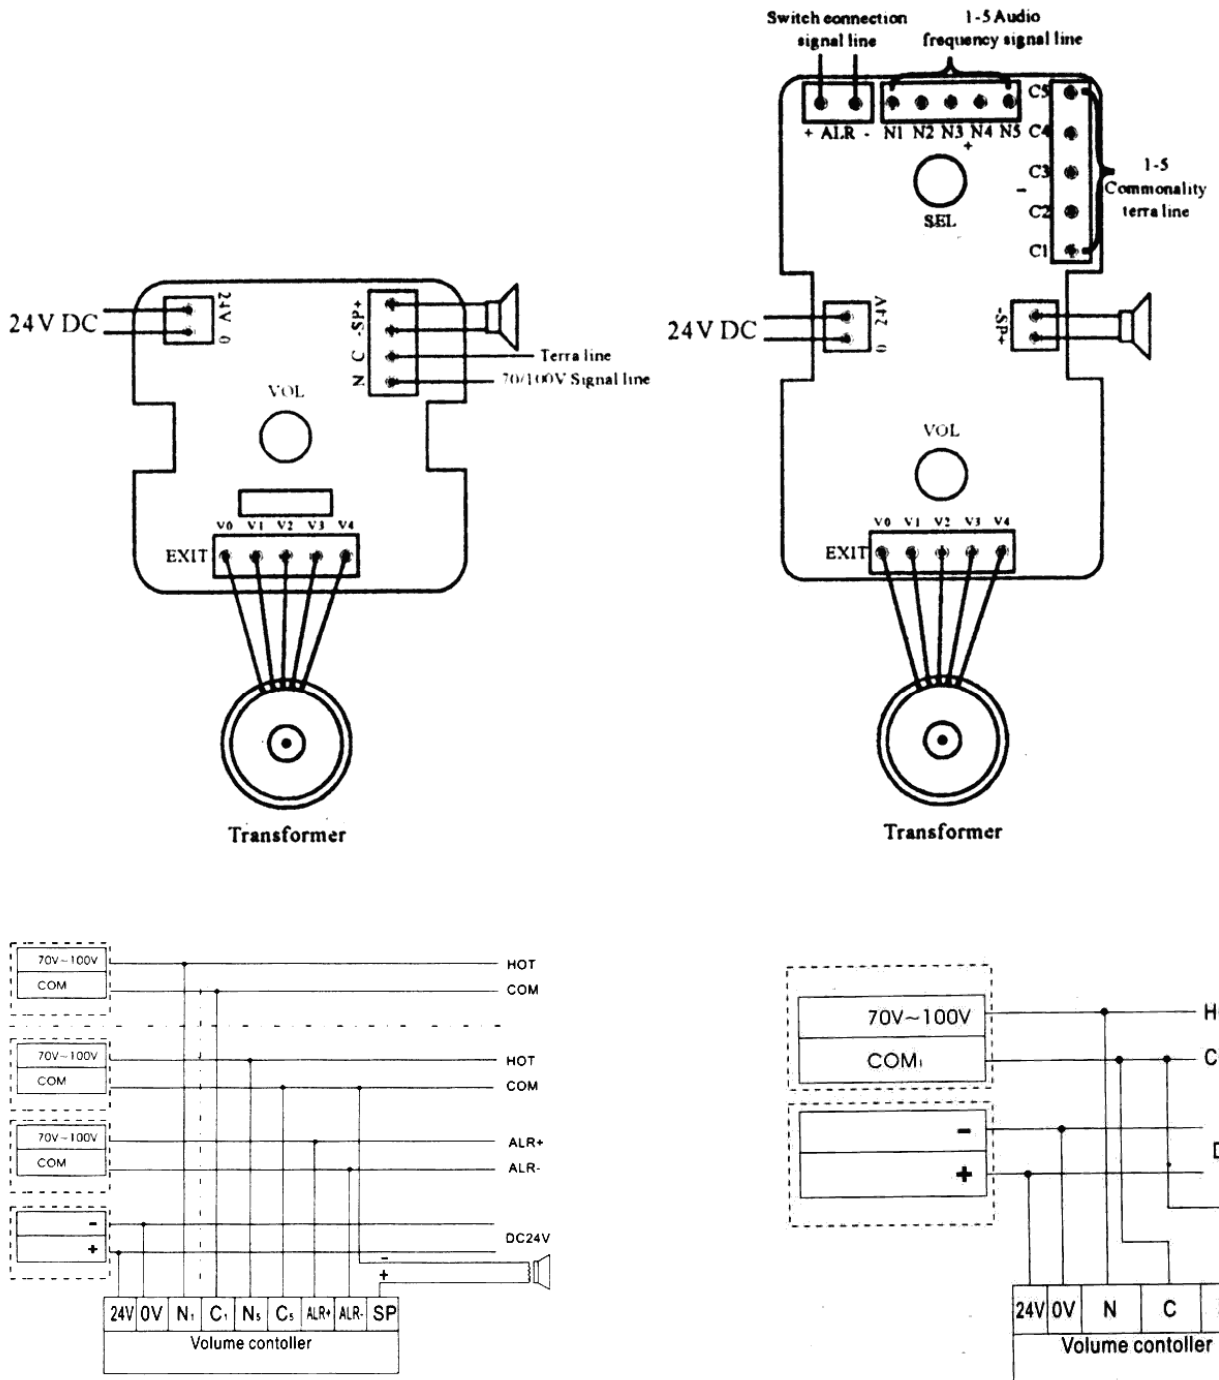 Switch connection
signal line
1-5 Audio
frequency signal line
+ ALR - N1 N2 N3 N4 N5
+
C5
C4
C3
-
C2
C1
1-5
Commonality
terra line
SEL
24V DC
0 24V
-SP+
VOL
V0 V1 V2 V3 V4
EXIT
Transformer
24V DC
24V 0
-SP+
C
N
Terra line
70/100V Signal line
VOL
V0 V1 V2 V3 V4
EXIT
Transformer
70V~100V
COM
HOT
COM
70V~100V
COM
HOT
COM
70V~100V
COM
ALR+
ALR-
-
+
DC24V
-
+
24V 0V N1 C1 N5 C5 ALR+ ALR- SP
Volume contoller
70V~100V
COM
H
C
-
+
D
24V 0V N C
Volume contoller